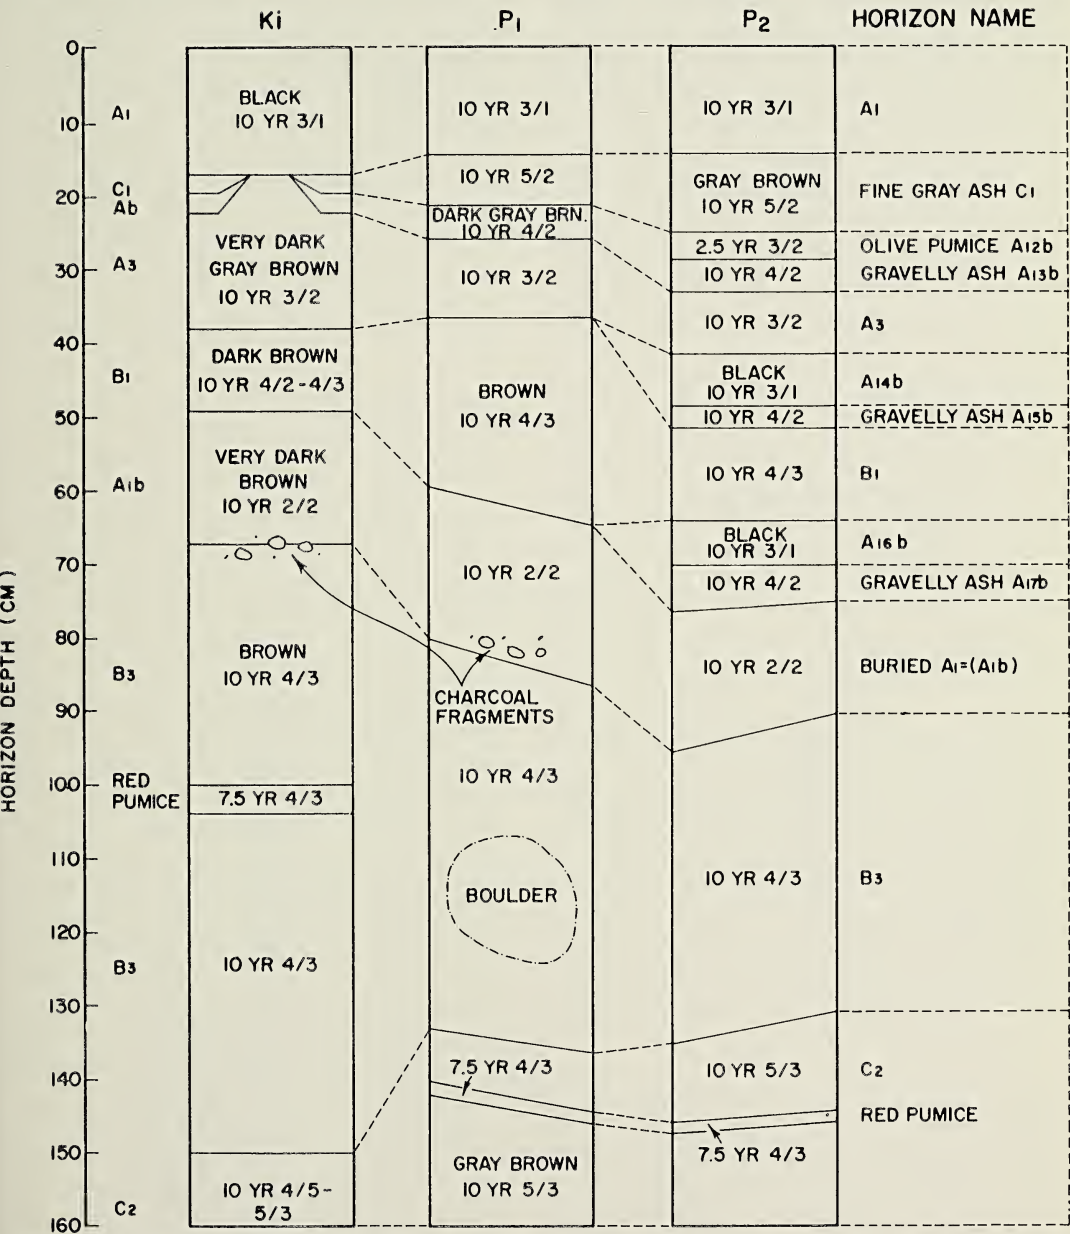 Ki
P1
P2
HORIZON NAME
HORIZON DEPTH (CM)
0
10
20
30
40
50
60
70
80
90
100
110
120
130
140
150
160
A1
C1
Ab
A3
B1
A1b
B3
RED
PUMICE
B3
C2
BLACK
10 YR 3/1
VERY DARK
GRAY BROWN
10 YR 3/2
DARK BROWN
10 YR 4/2-4/3
VERY DARK
BROWN
10 YR 2/2
BROWN
10 YR 4/3
7.5 YR 4/3
10 YR 4/3
10 YR 4/5-
5/3
10 YR 3/1
10 YR 5/2
DARK GRAY BRN.
10 YR 4/2
10 YR 3/2
BROWN
10 YR 4/3
10 YR 2/2
CHARCOAL
FRAGMENTS
10 YR 4/3
BOULDER
7.5 YR 4/3
GRAY BROWN
10 YR 5/3
10 YR 3/1
GRAY BROWN
10 YR 5/2
2.5 YR 3/2
10 YR 4/2
10 YR 3/2
BLACK
10 YR 3/1
10 YR 4/2
10 YR 4/3
BLACK
10 YR 3/1
10 YR 4/2
10 YR 2/2
10 YR 4/3
10 YR 5/3
7.5 YR 4/3
A1
FINE GRAY ASH C1
OLIVE PUMICE A12b
GRAVELLY ASH A13b
A3
A14b
GRAVELLY ASH A15b
B1
A16b
GRAVELLY ASH A17b
BURIED A1=(A1b)
B3
C2
RED PUMICE